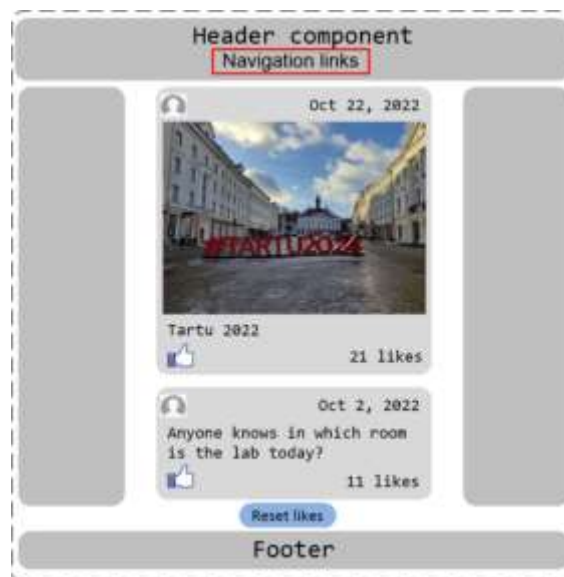 Header component
Navigation links
Oct 22, 2022
#TARTU2024
Tartu 2022
21 likes
Oct 2, 2022
Anyone knows in which room
is the lab today?
11 likes
Reset likes
Footer